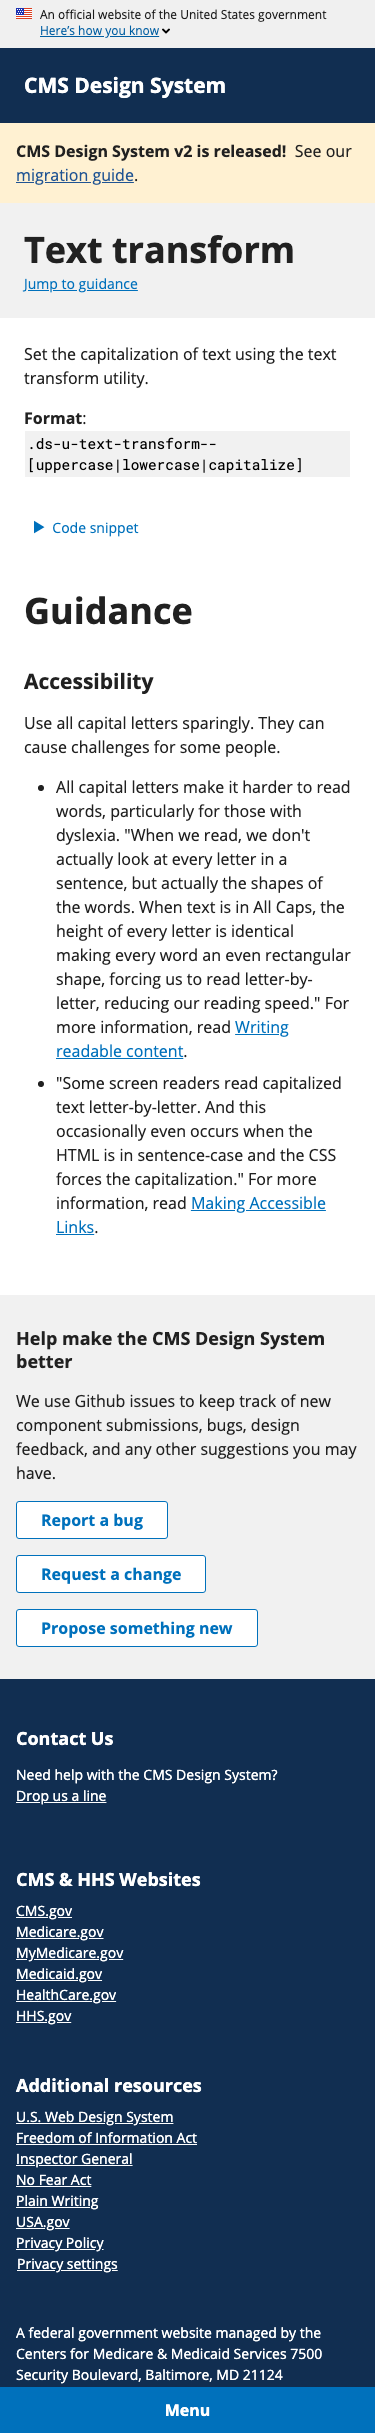 An official website of the United States government
Here's how you know
CMS Design System
CMS Design System v2 is released! See our
migration guide.
Text transform
Jump to guidance
Set the capitalization of text using the text
transform utility.
Format:
.ds-u-text-transform--
[uppercase|lowercase|capitalize]
Code snippet
Guidance
Accessibility
Use all capital letters sparingly. They can
cause challenges for some people.
All capital letters make it harder to read
words, particularly for those with
dyslexia. "When we read, we don't
actually look at every letter in a
sentence, but actually the shapes of
the words. When text is in All Caps, the
height of every letter is identical
making every word an even rectangular
shape, forcing us to read letter-by-
letter, reducing our reading speed." For
more information, read Writing
readable content.
"Some screen readers read capitalized
text letter-by-letter. And this
occasionally even occurs when the
HTML is in sentence-case and the CSS
forces the capitalization." For more
information, read Making Accessible
Links.
Help make the CMS Design System
better
We use Github issues to keep track of new
component submissions, bugs, design
feedback, and any other suggestions you may
have.
Report a bug
Request a change
Propose something new
Contact Us
Need help with the CMS Design System?
Drop us a line
CMS & HHS Websites
CMS.gov
Medicare.gov
MyMedicare.gov
Medicaid.gov
HealthCare.gov
HHS.gov
Additional resources
U.S. Web Design System
Freedom of Information Act
Inspector General
No Fear Act
Plain Writing
USA.gov
Privacy Policy
Privacy settings
A federal government website managed by the
Centers for Medicare & Medicaid Services 7500
Security Boulevard, Baltimore, MD 21124
Menu